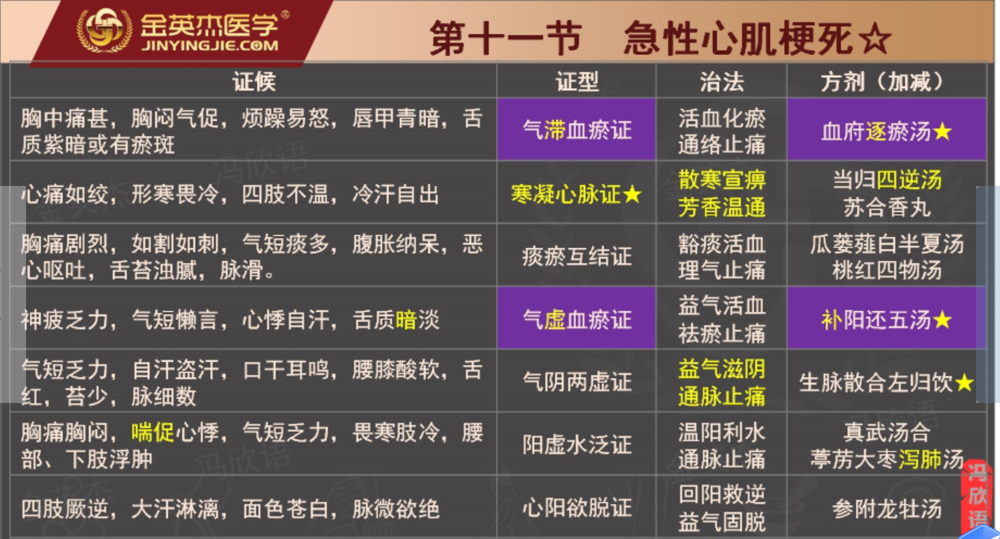 金英杰医学®
JINYINGJIE.COM
第十一节 急性心肌梗死☆
证候 证型 治法 方剂（加减）
胸中痛甚，胸闷气促，烦躁易怒，唇甲青暗，舌
质紫暗或有瘀斑
气滞血瘀证
活血化瘀
通络止痛
血府逐瘀汤★
心痛如绞，形寒畏冷，四肢不温，冷汗自出
寒凝心脉证★
散寒宣痹
芳香温通
当归四逆汤
苏合香丸
胸痛剧烈，如割如刺，气短痰多，腹胀纳呆，恶
心呕吐，舌苔浊腻，脉滑。
痰瘀互结证
豁痰活血
理气止痛
瓜蒌薤白半夏汤
桃红四物汤
神疲乏力，气短懒言，心悸自汗，舌质暗淡
气虚血瘀证
益气活血
祛瘀止痛
补阳还五汤★
气短乏力，自汗盗汗，口干耳鸣，腰膝酸软，舌
红，苔少，脉细数
气阴两虚证
益气滋阴
通脉止痛
生脉散合左归饮★
胸痛胸闷，喘促心悸，气短乏力，畏寒肢冷，腰
部、下肢浮肿
阳虚水泛证
温阳利水
通脉止痛
真武汤合
葶苈大枣泻肺汤
四肢厥逆，大汗淋漓，面色苍白，脉微欲绝
心阳欲脱证
回阳救逆
益气固脱
参附龙牡汤
冯欣语
冯欣语
冯欣语
冯欣语
金英杰
金英杰